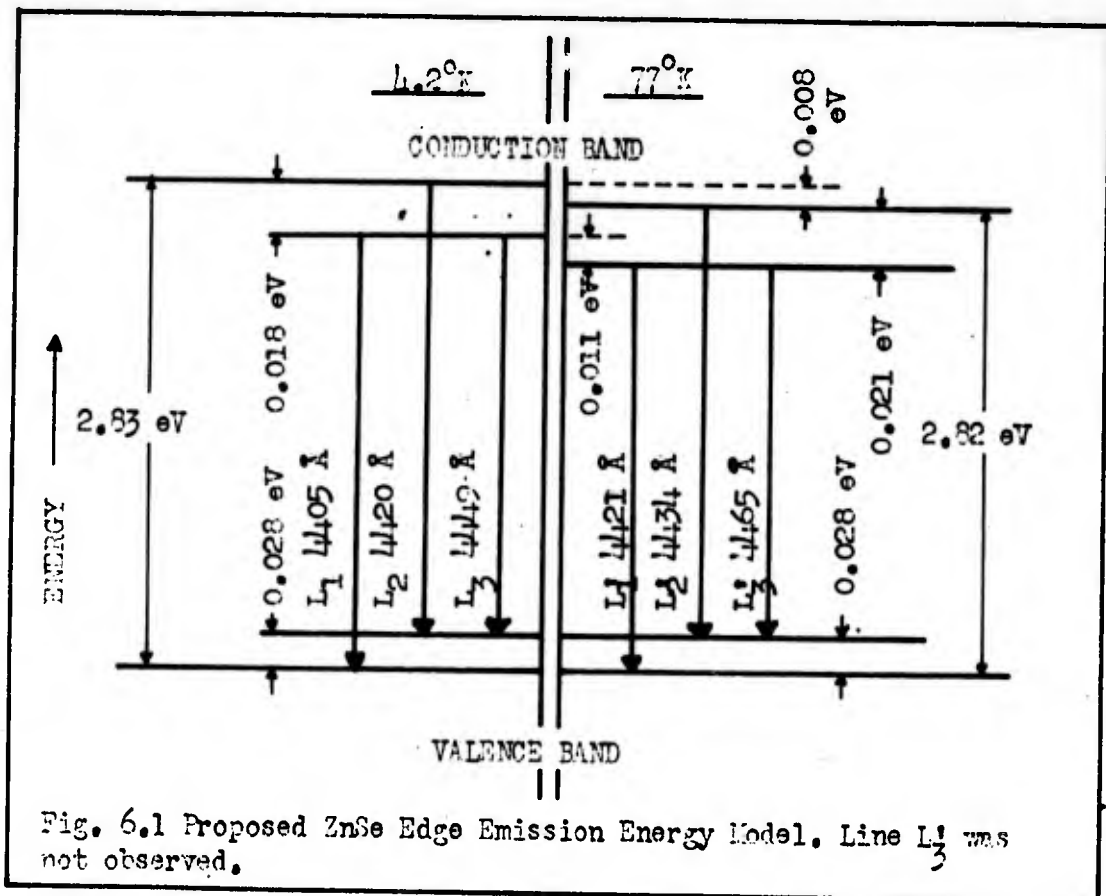 4.2°K
77°K
0.008 eV
CONDUCTION BAND
ENERGY
2.83 eV
0.018 eV
0.028 eV
L1 4405 Å
L2 4420 Å
L3 4449 Å
0.011 eV
L'1 4421 Å
L'2 4434 Å
L'3 4465 Å
0.028 eV
0.021 eV
2.82 eV
VALENCE BAND
Fig. 6.1 Proposed ZnSe Edge Emission Energy Model. Line L'3 was
not observed.